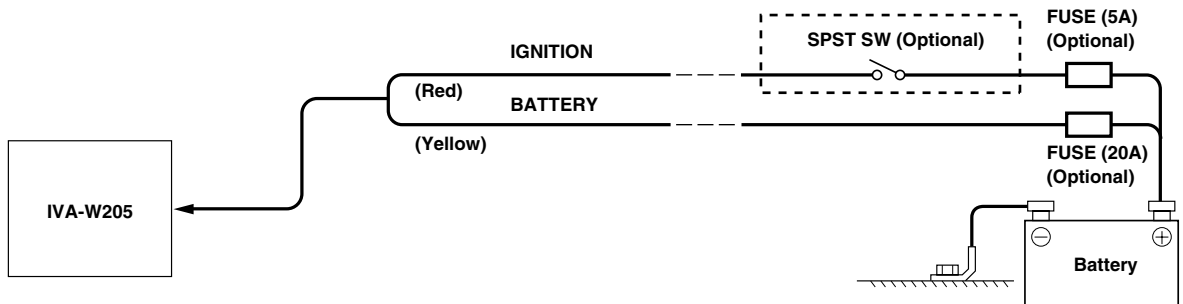 FUSE (5A)
(Optional)
SPST SW (Optional)
IGNITION
(Red)
BATTERY
(Yellow)
FUSE (20A)
(Optional)
IVA-W205
Battery